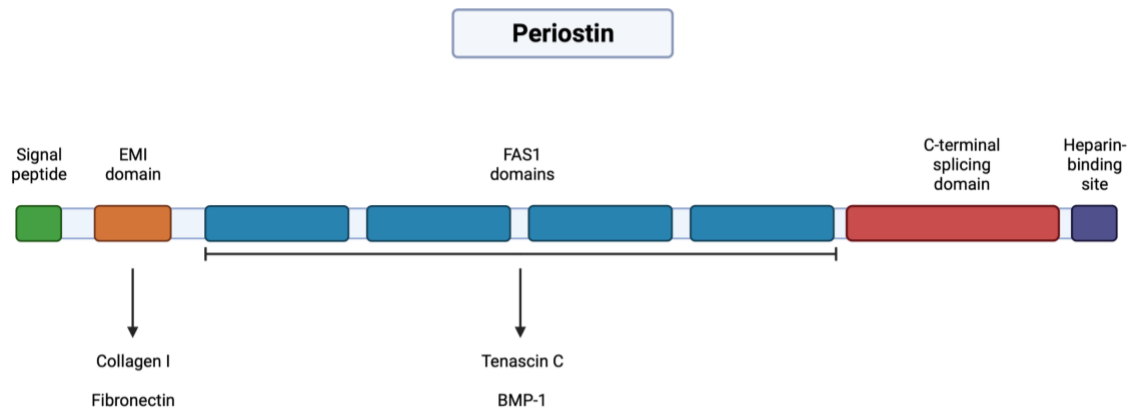 Periostin
Signal
peptide
EMI
domain
FAS1
domains
C-terminal
splicing
domain
Heparin-
binding
site
Collagen I
Fibronectin
Tenascin C
BMP-1